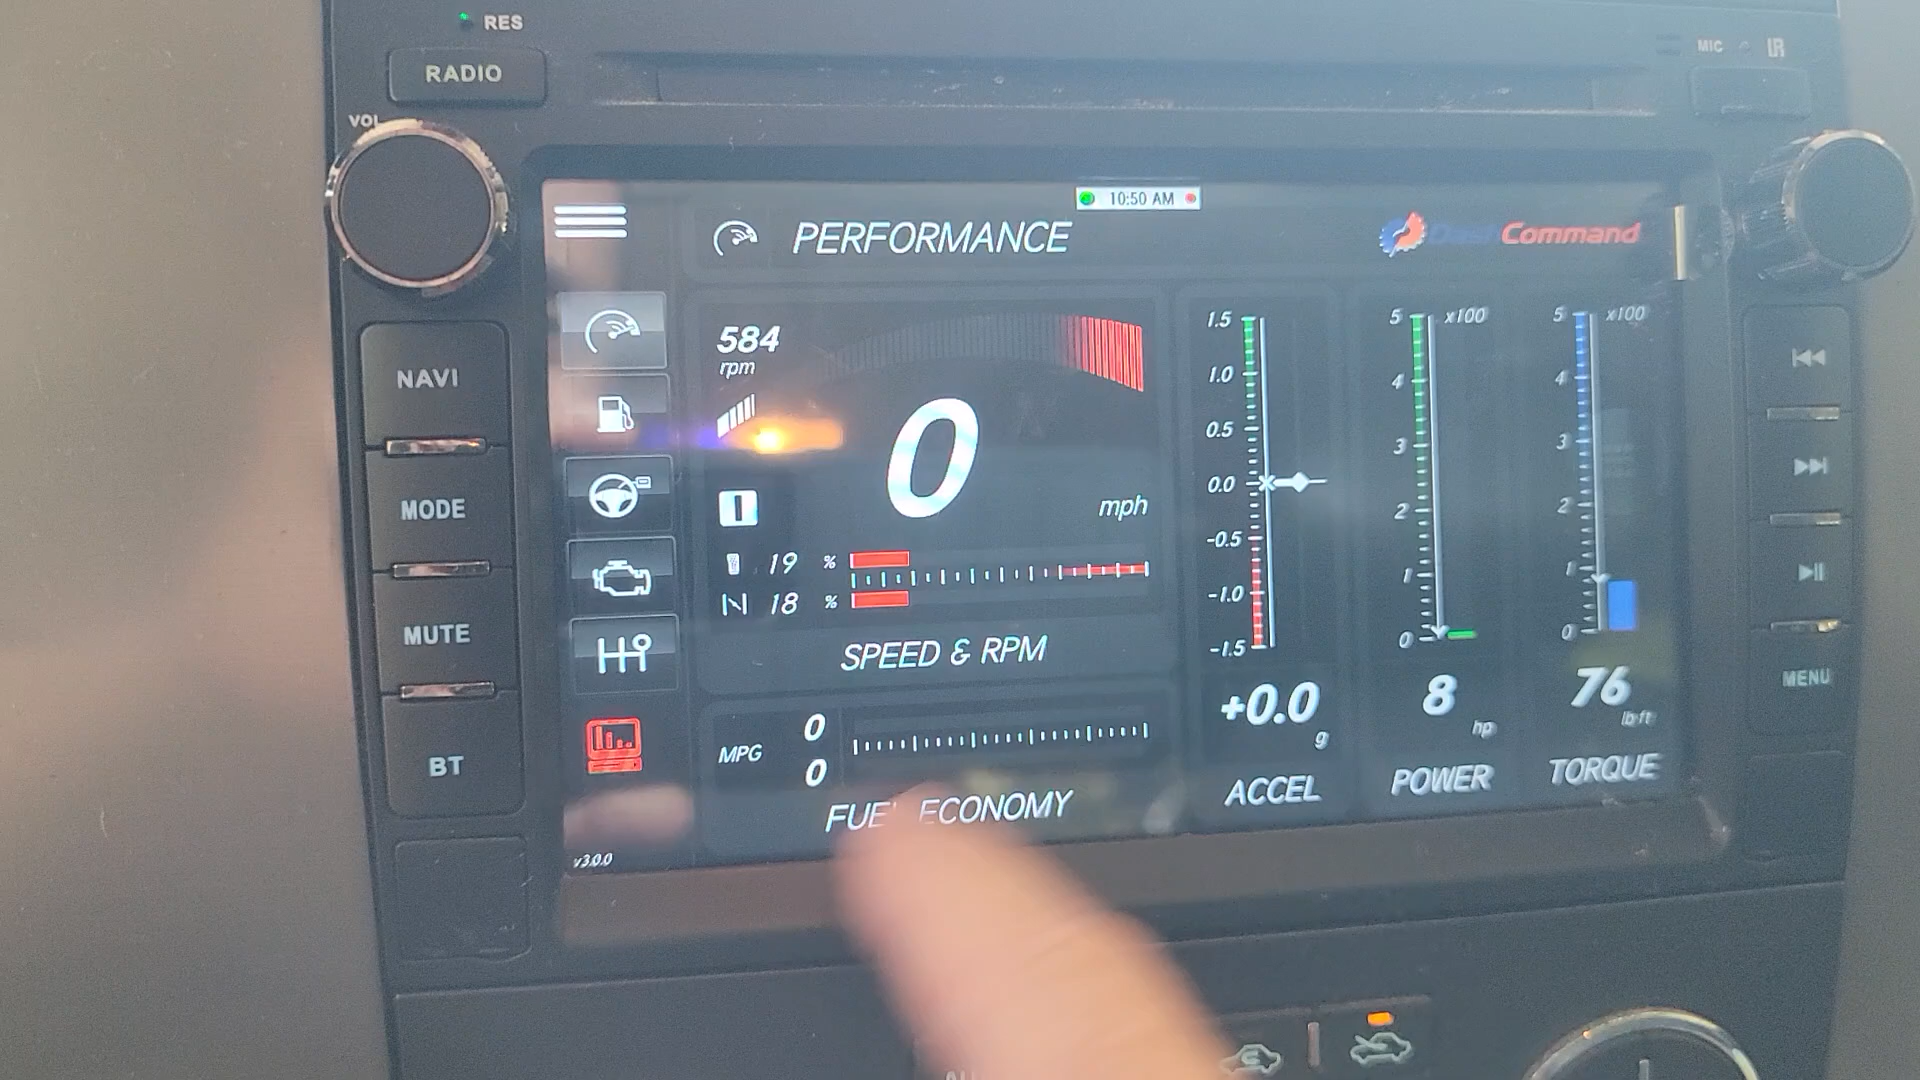 RES
RADIO
MIC IR
VOL
10:50 AM
PERFORMANCE
Dash Command
584
rpm
0
mph
19 %
18 %
SPEED & RPM
MPG
0
0
FUEL ECONOMY
v3.0.0
1.5
1.0
0.5
0.0
-0.5
-1.0
-1.5
+0.0
g
ACCEL
5 x100
4
3
2
1
0
8
hp
POWER
5 x100
4
3
2
1
0
76
lb·ft
TORQUE
NAVI
MODE
MUTE
BT
MENU